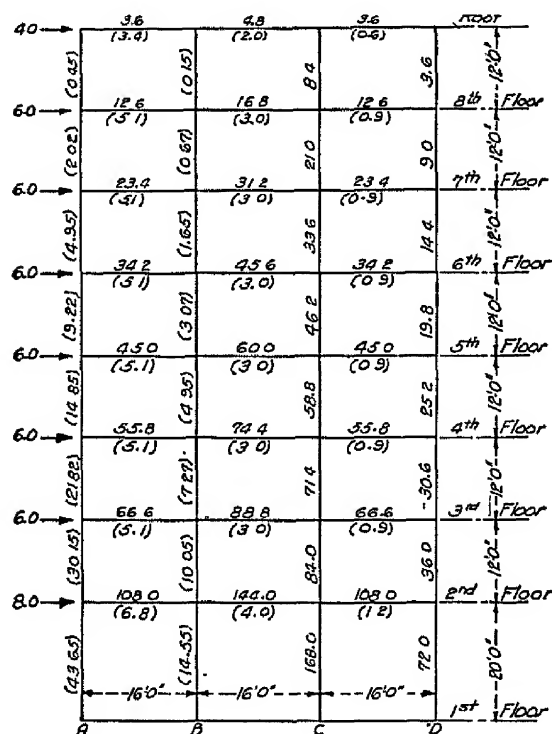 3.6 4.8 3.6 Roof
40 (3.4) (2.0) (0.6)
(0.45) (0.15) 8.4 3.6 12'0"
12.6 16.8 12.6 8th Floor
6.0 (5.1) (3.0) (0.9)
(2.02) (0.67) 21.0 9.0 12'0"
23.4 31.2 23.4 7th Floor
6.0 (5.1) (3.0) (0.9)
(4.95) (1.65) 33.6 14.4 12'0"
34.2 45.6 34.2 6th Floor
6.0 (5.1) (3.0) (0.9)
(9.22) (3.07) 46.2 19.8 12'0"
45.0 60.0 45.0 5th Floor
6.0 (5.1) (3.0) (0.9)
(14.85) (4.95) 58.8 25.2 12'0"
55.8 74.4 55.8 4th Floor
6.0 (5.1) (3.0) (0.9)
(21.82) (7.27) 71.4 -30.6 12'0"
66.6 88.8 66.6 3rd Floor
6.0 (5.1) (3.0) (0.9)
(30.15) (10.05) 84.0 36.0 12'0"
108.0 144.0 108.0 2nd Floor
8.0 (6.8) (4.0) (1.2)
(43.65) (14.55) 168.0 72.0 20'0"
16'0" 16'0" 16'0"
1st Floor
A B C D